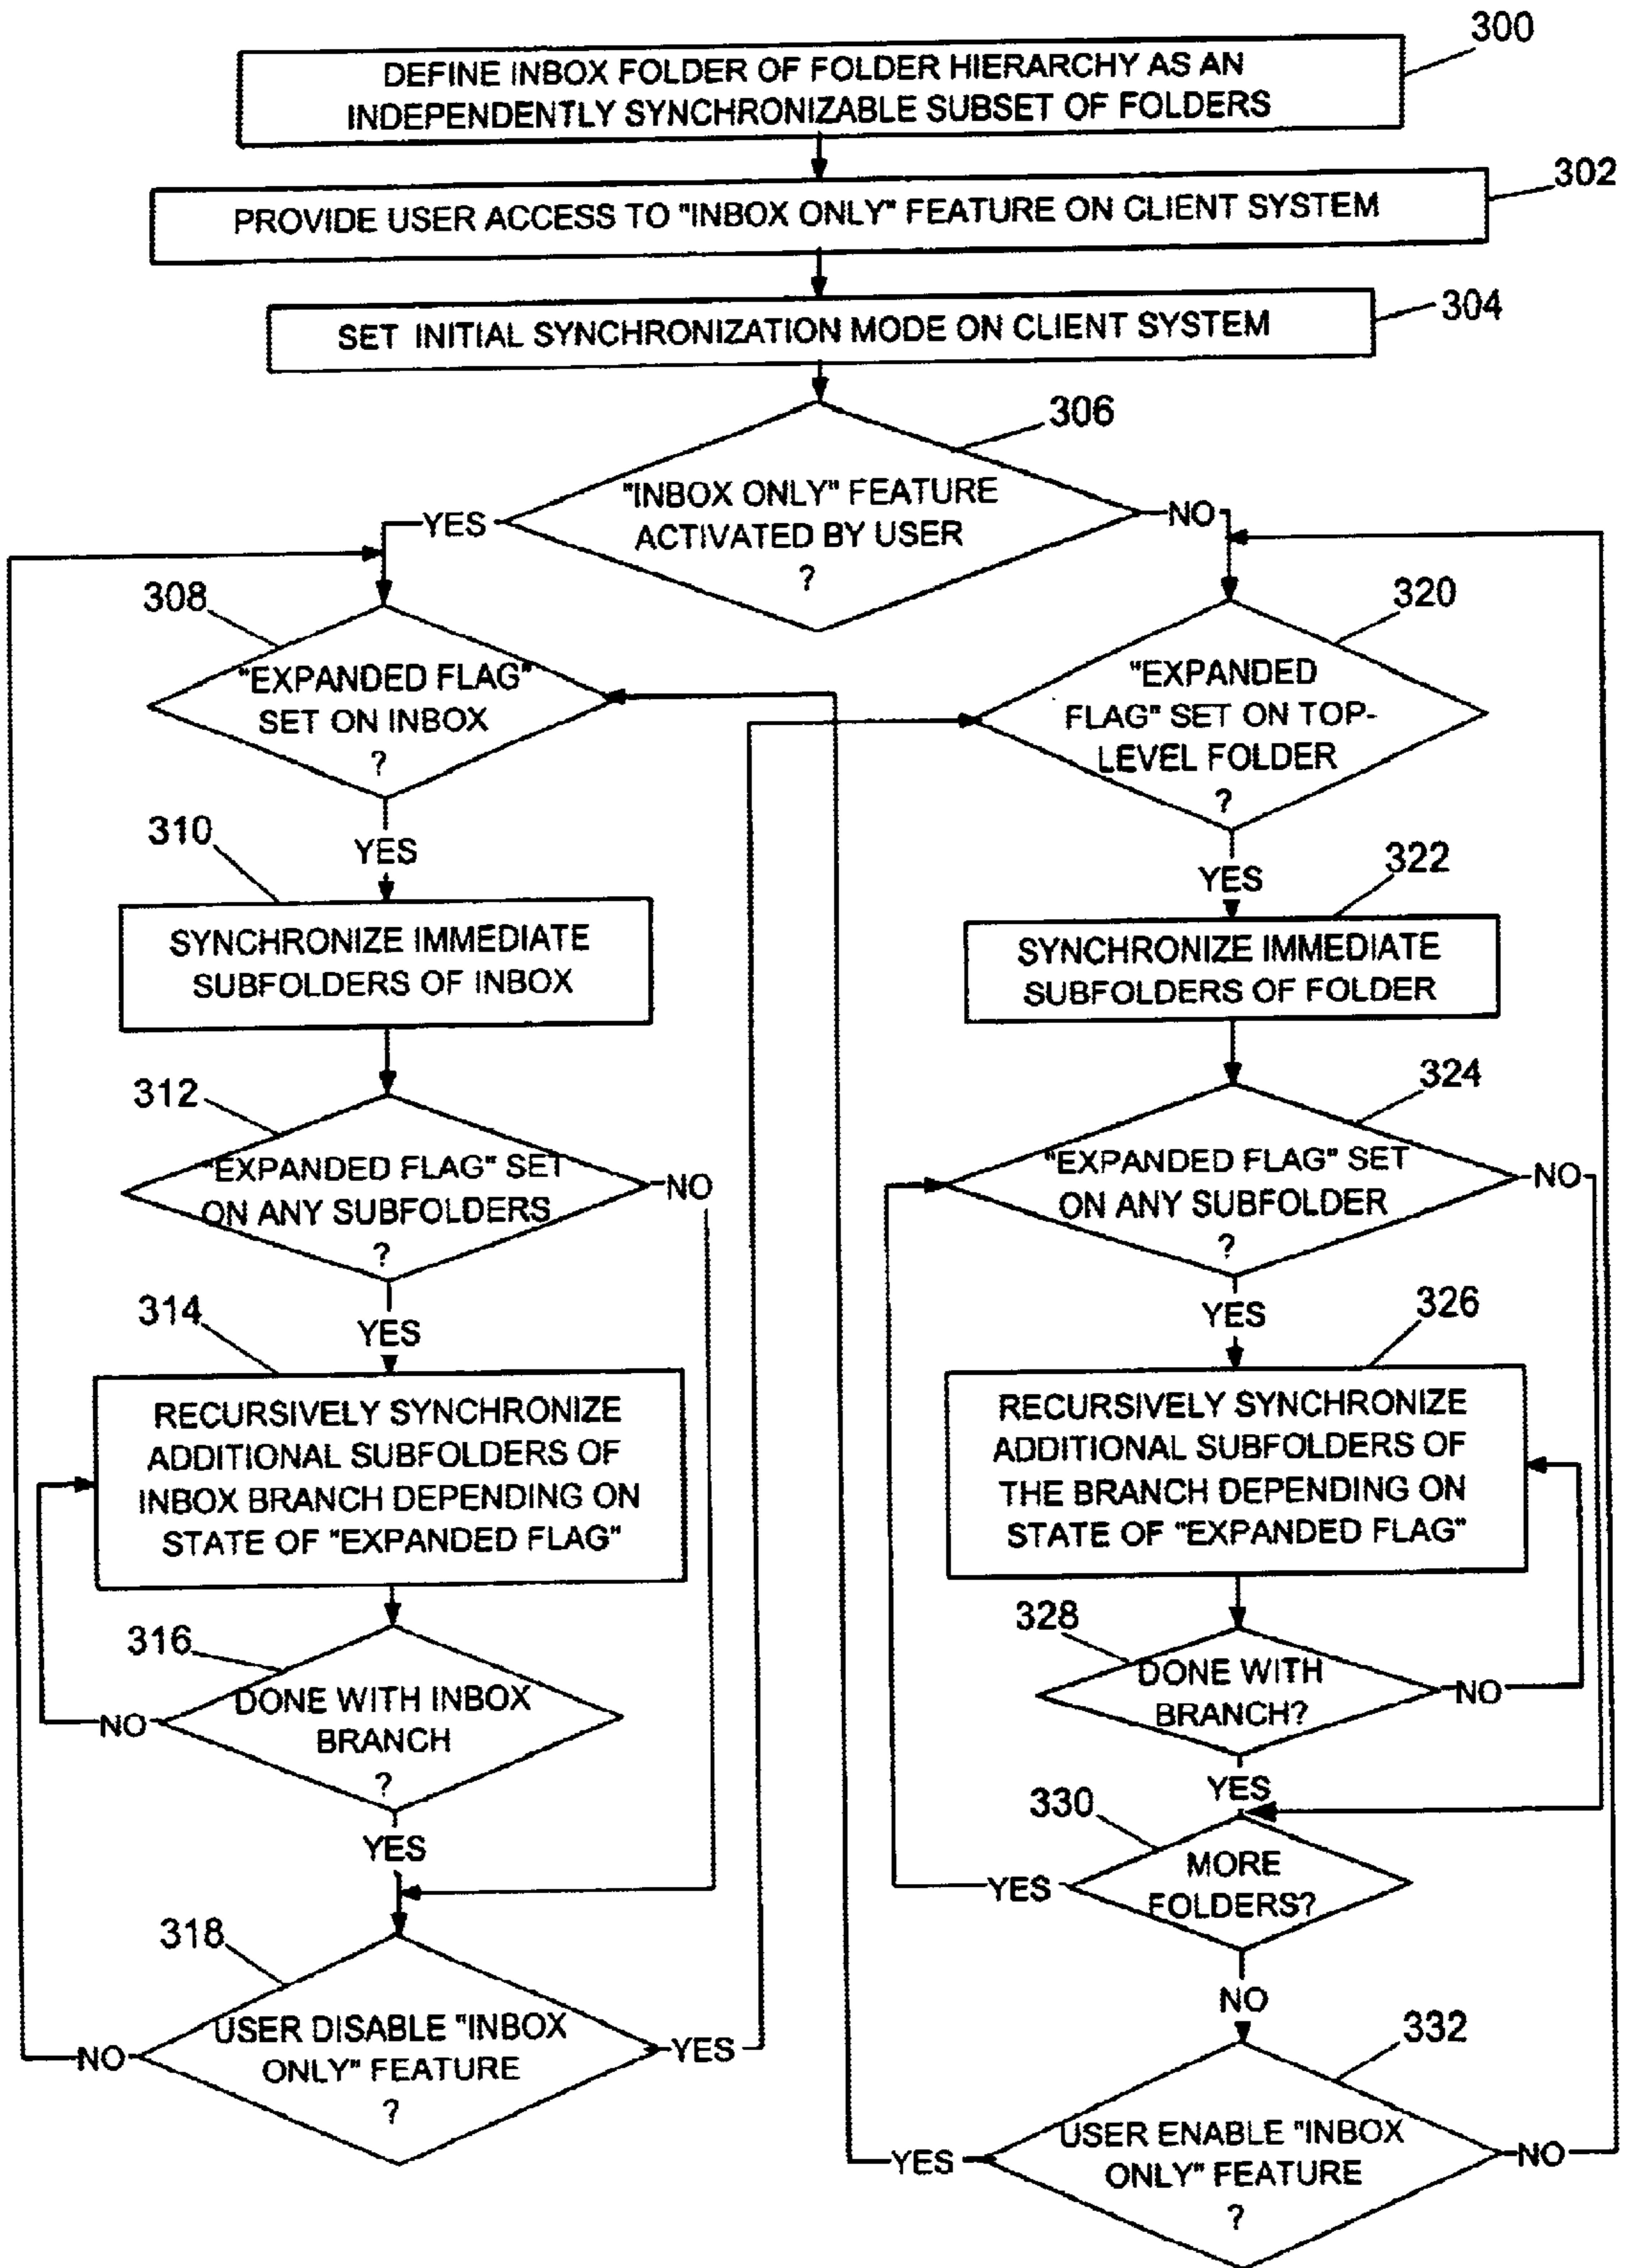 300
DEFINE INBOX FOLDER OF FOLDER HIERARCHY AS AN
INDEPENDENTLY SYNCHRONIZABLE SUBSET OF FOLDERS
302
PROVIDE USER ACCESS TO "INBOX ONLY" FEATURE ON CLIENT SYSTEM
304
SET INITIAL SYNCHRONIZATION MODE ON CLIENT SYSTEM
306
"INBOX ONLY" FEATURE
ACTIVATED BY USER
?
YES
NO
308
"EXPANDED FLAG"
SET ON INBOX
?
YES
310
SYNCHRONIZE IMMEDIATE
SUBFOLDERS OF INBOX
312
"EXPANDED FLAG" SET
ON ANY SUBFOLDERS
?
NO
YES
314
RECURSIVELY SYNCHRONIZE
ADDITIONAL SUBFOLDERS OF
INBOX BRANCH DEPENDING ON
STATE OF "EXPANDED FLAG"
316
DONE WITH INBOX
BRANCH
?
NO
YES
318
USER DISABLE "INBOX
ONLY" FEATURE
?
NO
YES
320
"EXPANDED
FLAG" SET ON TOP-
LEVEL FOLDER
?
YES
322
SYNCHRONIZE IMMEDIATE
SUBFOLDERS OF FOLDER
324
"EXPANDED FLAG" SET
ON ANY SUBFOLDER
?
NO
YES
326
RECURSIVELY SYNCHRONIZE
ADDITIONAL SUBFOLDERS OF
THE BRANCH DEPENDING ON
STATE OF "EXPANDED FLAG"
328
DONE WITH
BRANCH?
NO
YES
330
MORE
FOLDERS?
YES
NO
332
USER ENABLE "INBOX
ONLY" FEATURE
?
YES
NO